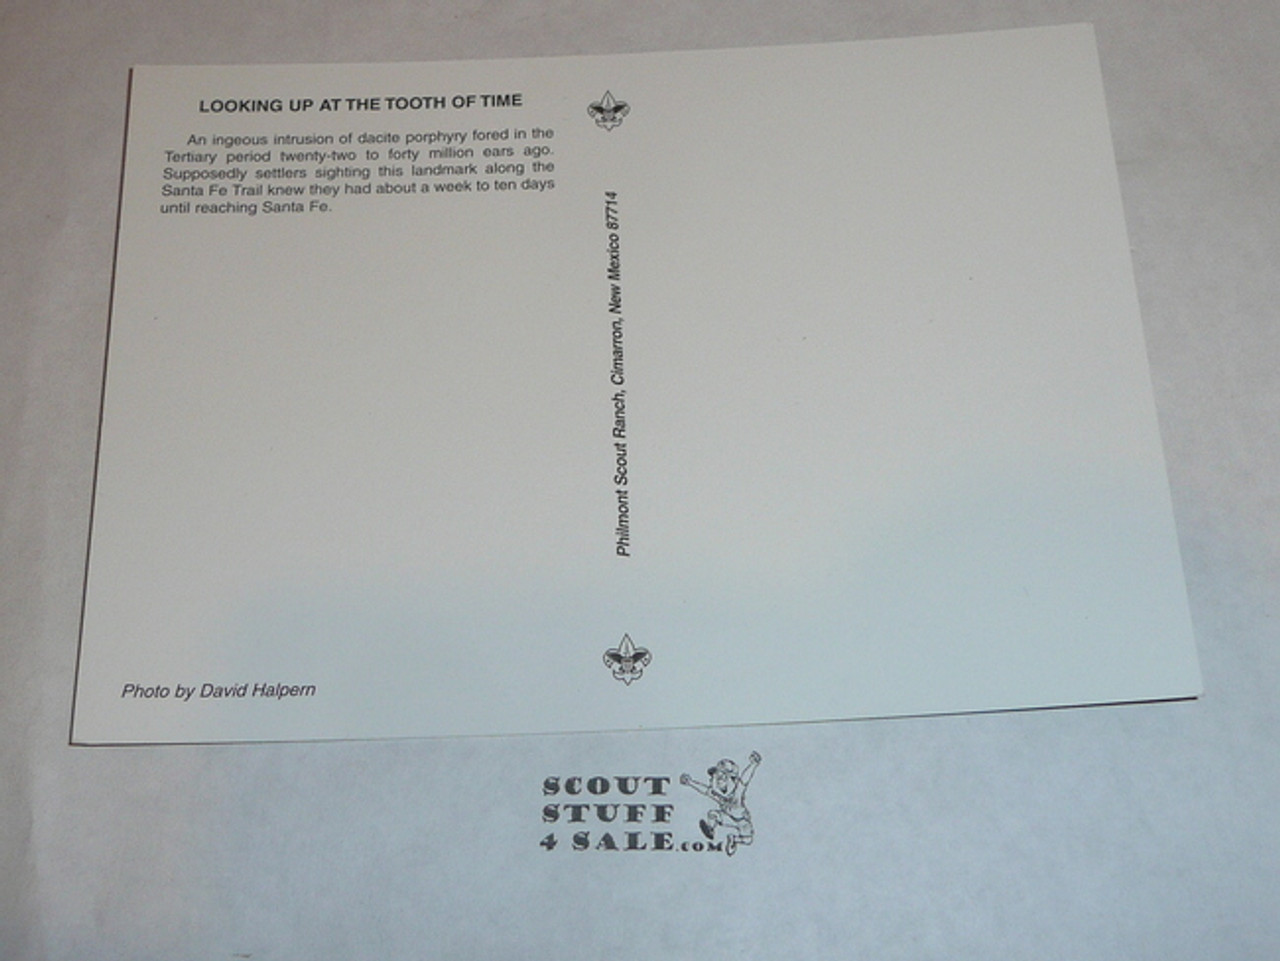 LOOKING UP AT THE TOOTH OF TIME
An ingeous intrusion of dacite porphyry fored in the
Tertiary period twenty-two to forty million ears ago.
Supposedly settlers sighting this landmark along the
Santa Fe Trail knew they had about a week to ten days
until reaching Santa Fe.
Photo by David Halpern
Philmont Scout Ranch, Cimarron, New Mexico 87714
SCOUT
STUFF
4 SALE.COM